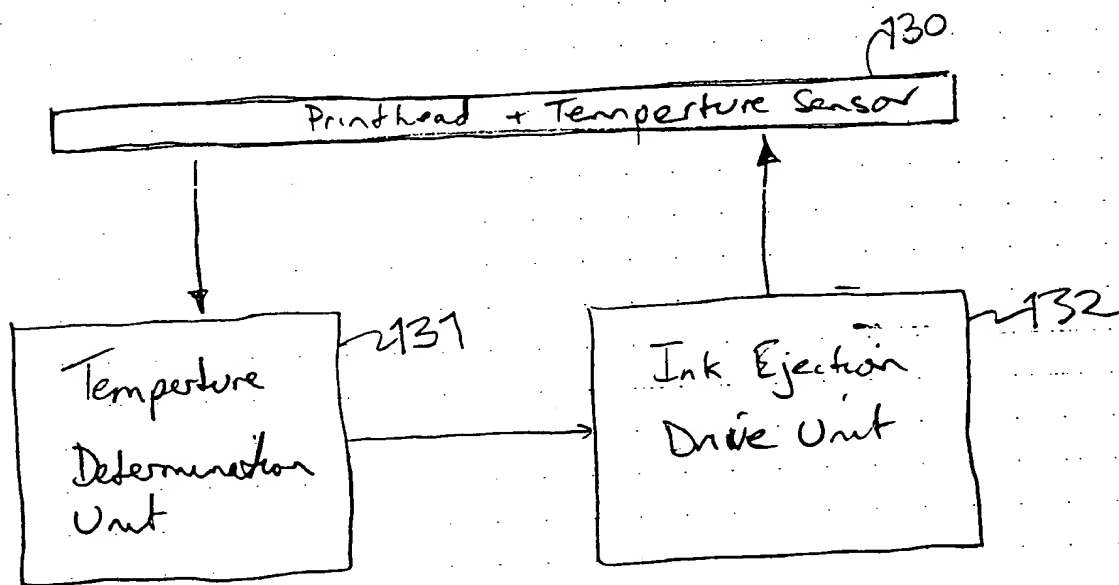 130
Printhead + Temperture Sensor
131
132
Temperture
Determination
Unit
Ink Ejection
Drive Unit